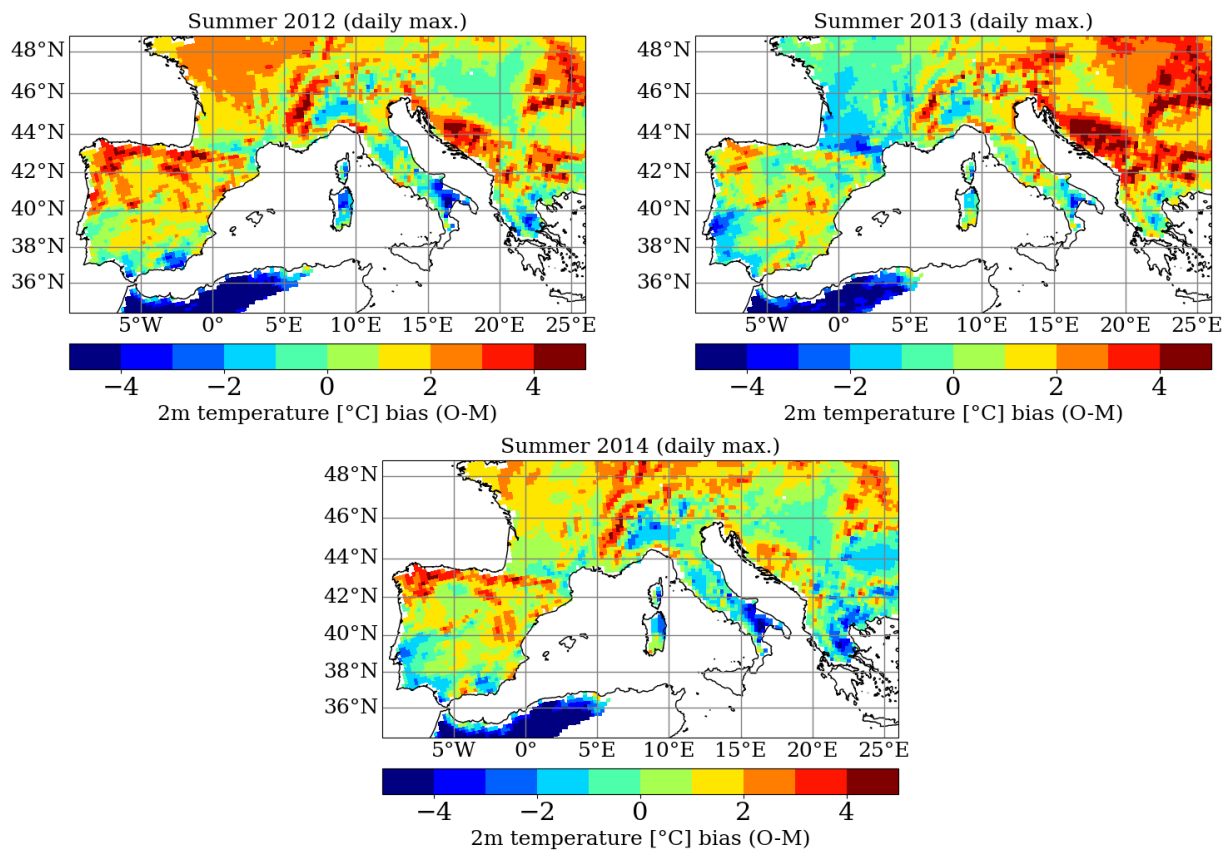 Summer 2012 (daily max.)
48°N
46°N
44°N
42°N
40°N
38°N
36°N
5°W 0° 5°E 10°E 15°E 20°E 25°E
−4 −2 0 2 4
2m temperature [°C] bias (O-M)
Summer 2013 (daily max.)
48°N
46°N
44°N
42°N
40°N
38°N
36°N
5°W 0° 5°E 10°E 15°E 20°E 25°E
−4 −2 0 2 4
2m temperature [°C] bias (O-M)
Summer 2014 (daily max.)
48°N
46°N
44°N
42°N
40°N
38°N
36°N
5°W 0° 5°E 10°E 15°E 20°E 25°E
−4 −2 0 2 4
2m temperature [°C] bias (O-M)